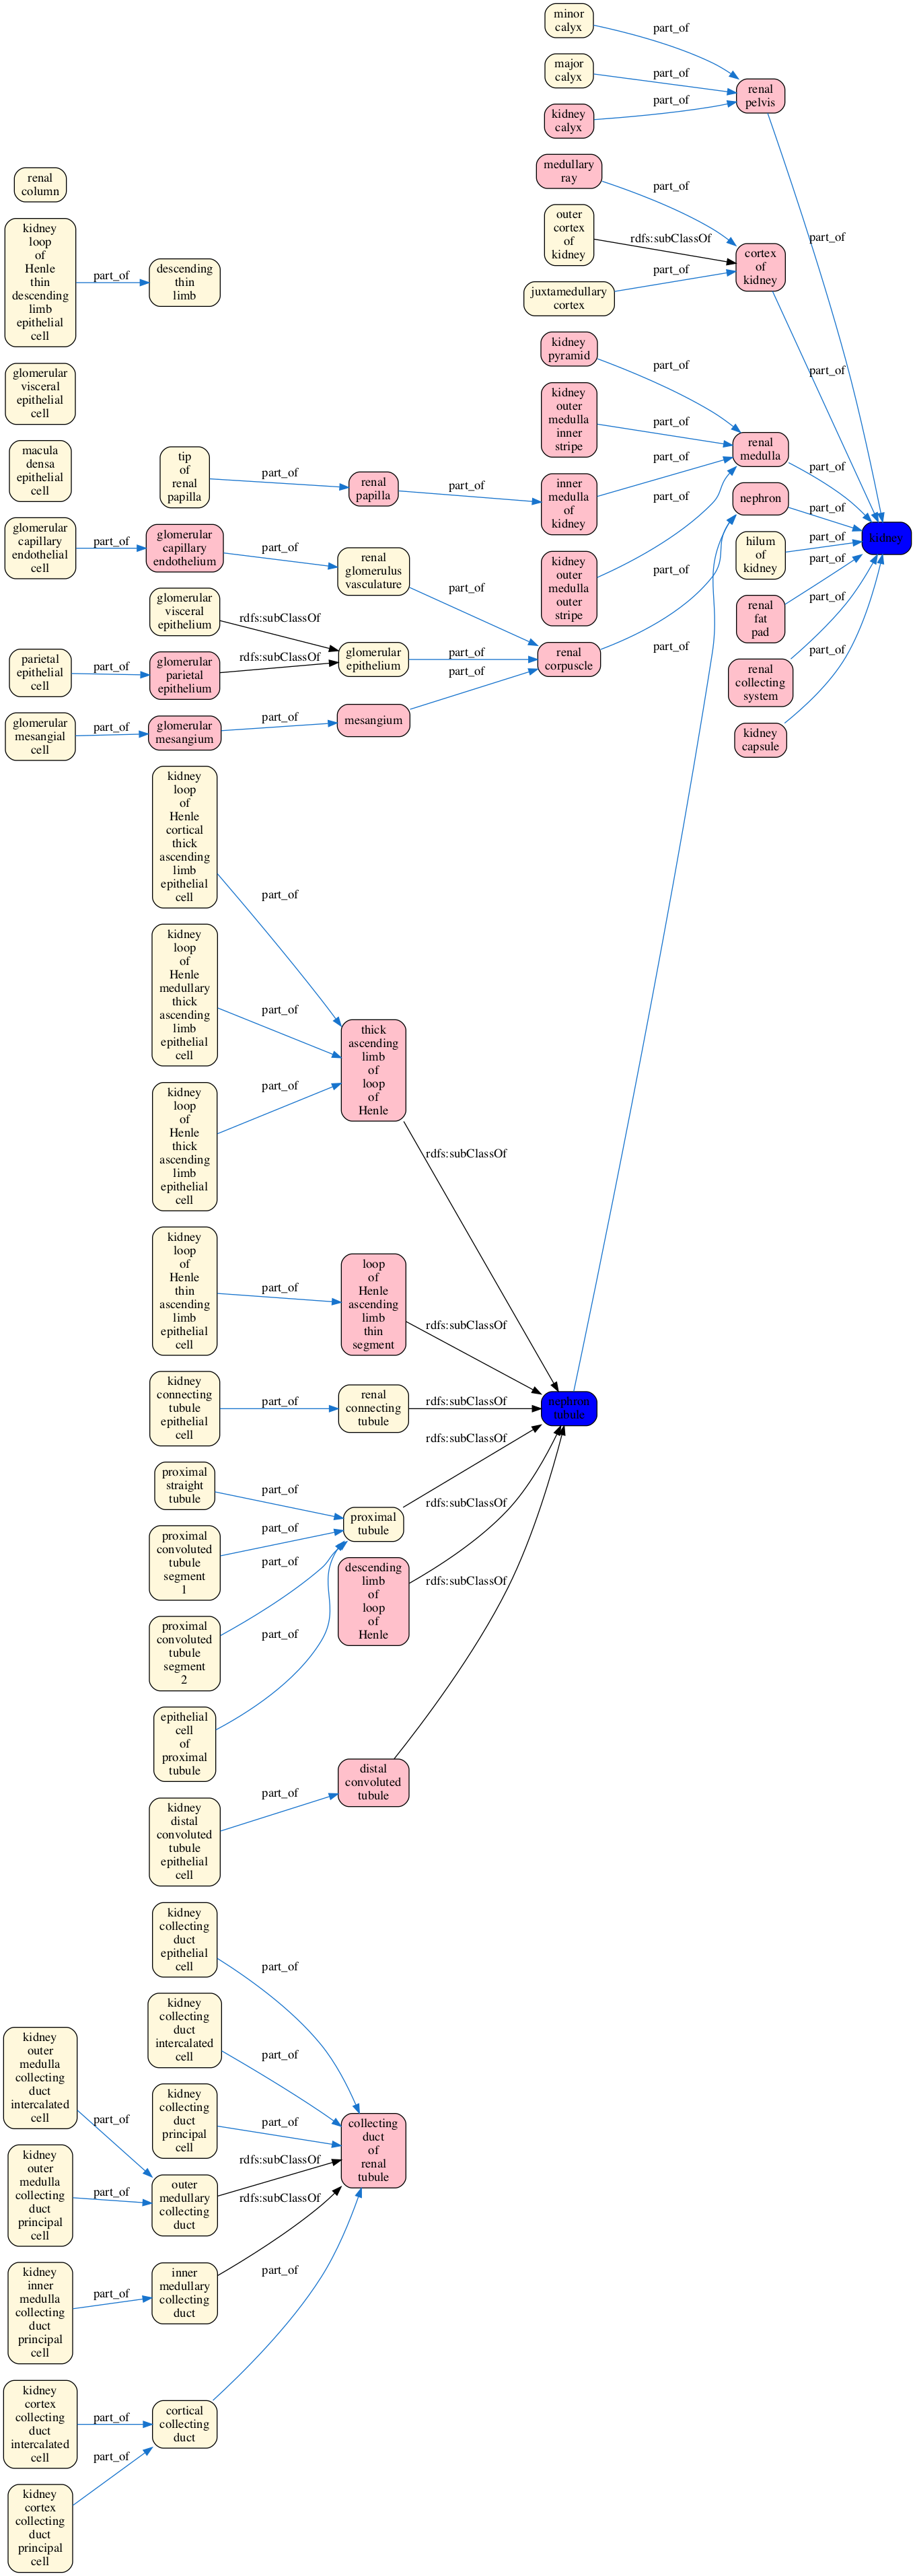 minor
calyx
part_of
major
calyx
part_of
renal
pelvis
kidney
calyx
part_of
medullary
ray
part_of
renal
column
outer
cortex
of
kidney
rdfs:subClassOf
cortex
of
kidney
part_of
juxtamedullary
cortex
part_of
kidney
loop
of
Henle
thin
descending
limb
epithelial
cell
part_of
descending
thin
limb
kidney
pyramid
part_of
part_of
glomerular
visceral
epithelial
cell
kidney
outer
medulla
inner
stripe
part_of
renal
medulla
part_of
macula
densa
epithelial
cell
tip
of
renal
papilla
part_of
renal
papilla
part_of
inner
medulla
of
kidney
part_of
part_of
nephron
part_of
kidney
glomerular
capillary
endothelial
cell
part_of
glomerular
capillary
endothelium
part_of
renal
glomerulus
vasculature
part_of
kidney
outer
medulla
outer
stripe
part_of
hilum
of
kidney
part_of
renal
fat
pad
part_of
glomerular
visceral
epithelium
rdfs:subClassOf
glomerular
epithelium
part_of
renal
corpuscle
part_of
renal
collecting
system
part_of
parietal
epithelial
cell
part_of
glomerular
parietal
epithelium
rdfs:subClassOf
glomerular
mesangial
cell
part_of
glomerular
mesangium
part_of
mesangium
part_of
kidney
capsule
part_of
kidney
loop
of
Henle
cortical
thick
ascending
limb
epithelial
cell
part_of
kidney
loop
of
Henle
medullary
thick
ascending
limb
epithelial
cell
part_of
thick
ascending
limb
of
loop
of
Henle
rdfs:subClassOf
kidney
loop
of
Henle
thick
ascending
limb
epithelial
cell
part_of
kidney
loop
of
Henle
thin
ascending
limb
epithelial
cell
part_of
loop
of
Henle
ascending
limb
thin
segment
rdfs:subClassOf
kidney
connecting
tubule
epithelial
cell
part_of
renal
connecting
tubule
rdfs:subClassOf
nephron
tubule
proximal
straight
tubule
part_of
proximal
tubule
rdfs:subClassOf
proximal
convoluted
tubule
segment
1
part_of
proximal
convoluted
tubule
segment
2
part_of
descending
limb
of
loop
of
Henle
rdfs:subClassOf
epithelial
cell
of
proximal
tubule
part_of
distal
convoluted
tubule
rdfs:subClassOf
kidney
distal
convoluted
tubule
epithelial
cell
part_of
kidney
collecting
duct
epithelial
cell
part_of
kidney
collecting
duct
intercalated
cell
part_of
kidney
outer
medulla
collecting
duct
intercalated
cell
part_of
kidney
collecting
duct
principal
cell
part_of
collecting
duct
of
renal
tubule
kidney
outer
medulla
collecting
duct
principal
cell
part_of
outer
medullary
collecting
duct
rdfs:subClassOf
kidney
inner
medulla
collecting
duct
principal
cell
part_of
inner
medullary
collecting
duct
rdfs:subClassOf
kidney
cortex
collecting
duct
intercalated
cell
part_of
cortical
collecting
duct
part_of
kidney
cortex
collecting
duct
principal
cell
part_of